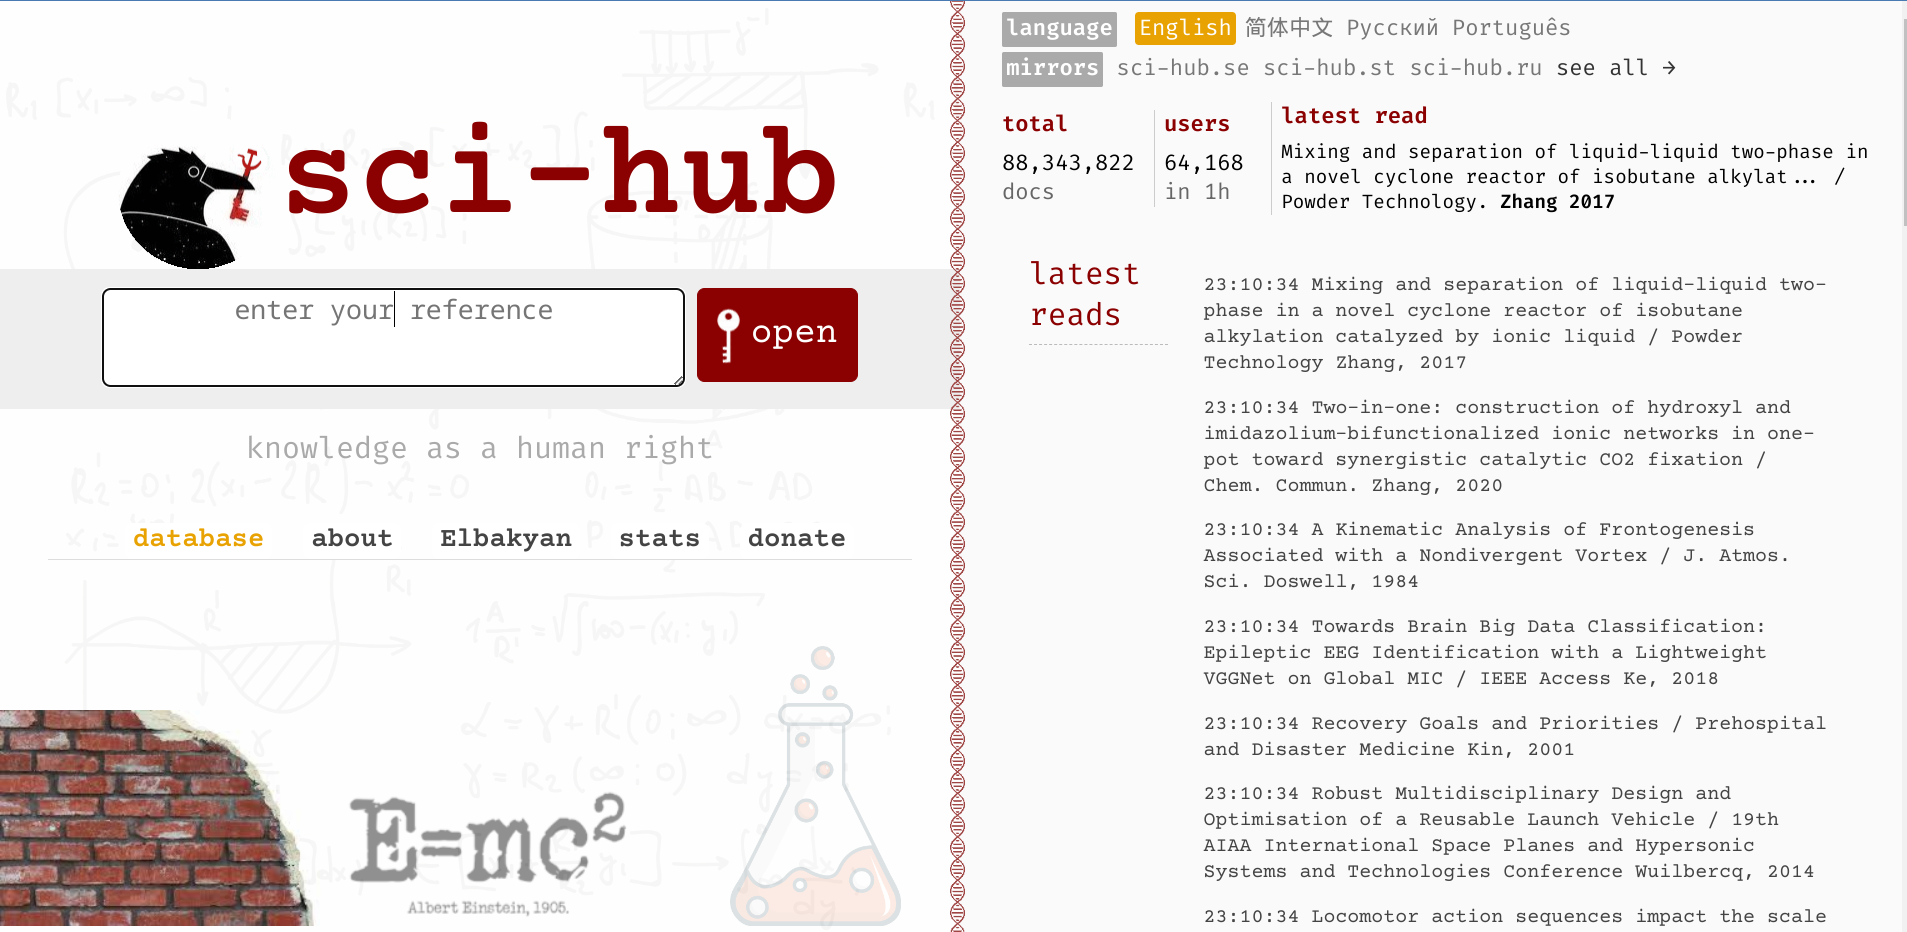 sci-hub
enter your reference
open
knowledge as a human right
database about Elbakyan stats donate
E=mc²
Albert Einstein, 1905.
language English 简体中文 Русский Português
mirrors sci-hub.se sci-hub.st sci-hub.ru see all →
total
88,343,822
docs
users
64,168
in 1h
latest read
Mixing and separation of liquid-liquid two-phase in
a novel cyclone reactor of isobutane alkylat... /
Powder Technology. Zhang 2017
latest
reads
23:10:34 Mixing and separation of liquid-liquid two-
phase in a novel cyclone reactor of isobutane
alkylation catalyzed by ionic liquid / Powder
Technology Zhang, 2017
23:10:34 Two-in-one: construction of hydroxyl and
imidazolium-bifunctionalized ionic networks in one-
pot toward synergistic catalytic CO2 fixation /
Chem. Commun. Zhang, 2020
23:10:34 A Kinematic Analysis of Frontogenesis
Associated with a Nondivergent Vortex / J. Atmos.
Sci. Doswell, 1984
23:10:34 Towards Brain Big Data Classification:
Epileptic EEG Identification with a Lightweight
VGGNet on Global MIC / IEEE Access Ke, 2018
23:10:34 Recovery Goals and Priorities / Prehospital
and Disaster Medicine Kin, 2001
23:10:34 Robust Multidisciplinary Design and
Optimisation of a Reusable Launch Vehicle / 19th
AIAA International Space Planes and Hypersonic
Systems and Technologies Conference Wuilbercq, 2014
23:10:34 Locomotor action sequences impact the scale